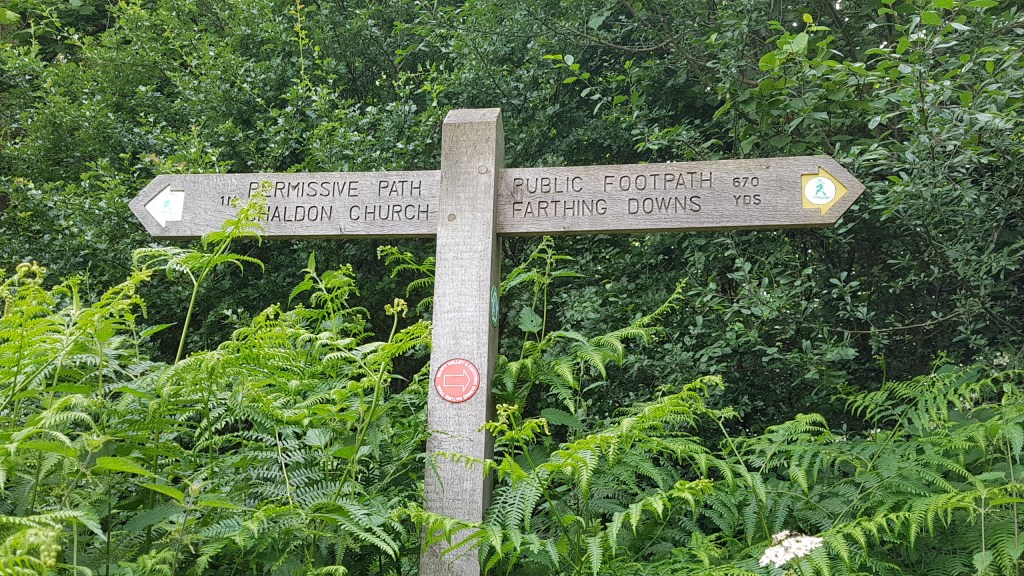 PERMISSIVE PATH
CHALDON CHURCH
PUBLIC FOOTPATH 670
FARTHING DOWNS YDS